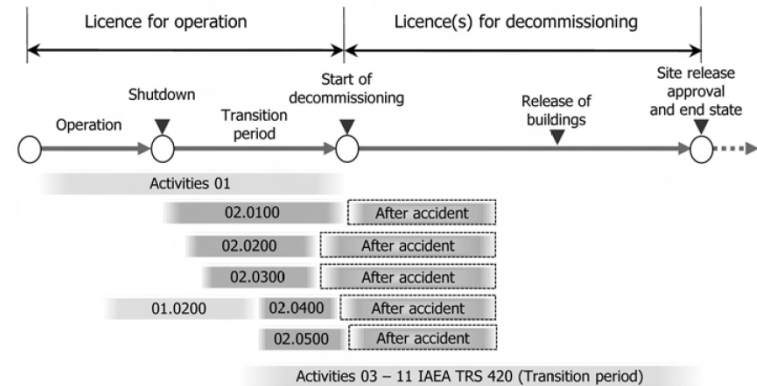 Licence for operation
Licence(s) for decommissioning
Shutdown
Start of
decommissioning
Site release
approval
and end state
Operation
Transition
period
Release of
buildings
Activities 01
02.0100
After accident
02.0200
After accident
02.0300
After accident
01.0200
02.0400
After accident
02.0500
After accident
Activities 03 – 11 IAEA TRS 420 (Transition period)